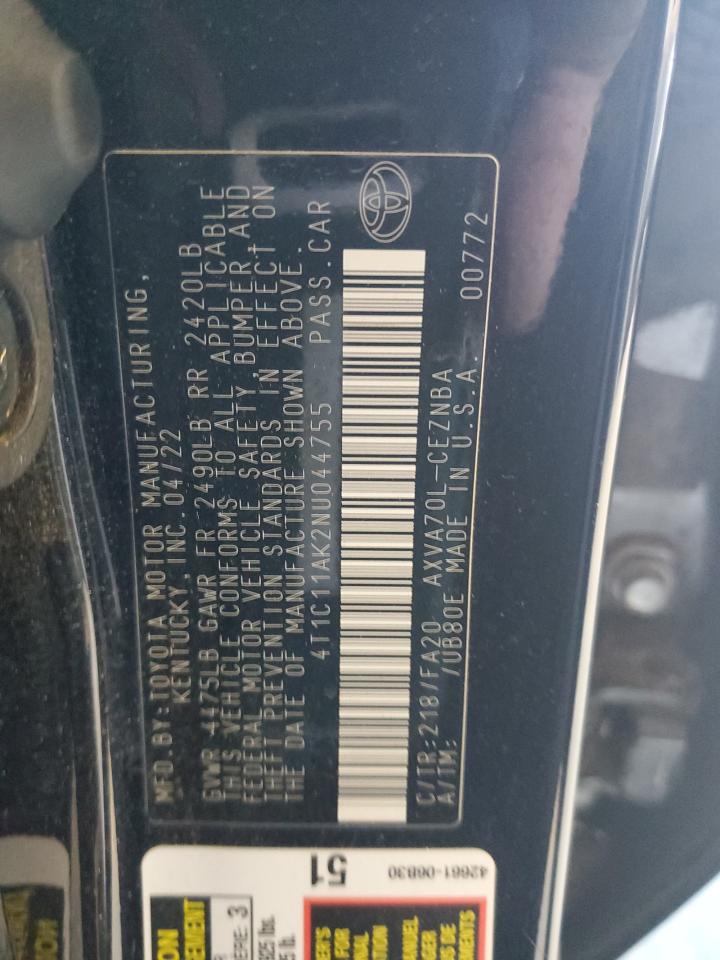 MFD.BY:TOYOTA MOTOR MANUFACTURING,
KENTUCKY, INC. 04/22
GVWR 4475LB GAWR FR 2490LB RR 2420LB
THIS VEHICLE CONFORMS TO ALL APPLICABLE
FEDERAL MOTOR VEHICLE SAFETY,BUMPER,AND
THEFT PREVENTION STANDARDS IN EFFECT ON
THE DATE OF MANUFACTURE SHOWN ABOVE.
4T1C11AK2NU044755 PASS.CAR
C/TR:218/FA20 AXVA70L-CEZNBA
A/TM: /UB80E MADE IN U.S.A. 00772
51
42661-06B30
3
FOR